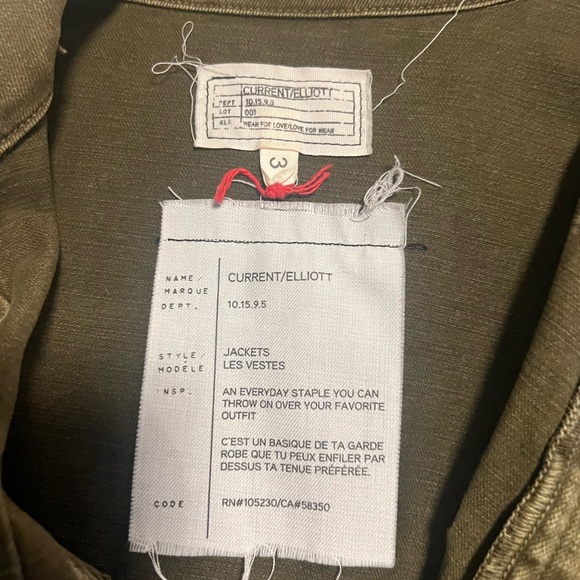 CURRENT/ELLIOTT
DEPT 10.15.9.5
LOT 001
WEAR FOR LOVE/LOVE FOR WEAR
3
NAME/ MARQUE CURRENT/ELLIOTT
DEPT. 10.15.9.5
STYLE/ MODÈLE JACKETS
LES VESTES
INSP. AN EVERYDAY STAPLE YOU CAN
THROW ON OVER YOUR FAVORITE
OUTFIT
C'EST UN BASIQUE DE TA GARDE
ROBE QUE TU PEUX ENFILER PAR
DESSUS TA TENUE PRÉFÉRÉE.
CODE RN#105230/CA#58350